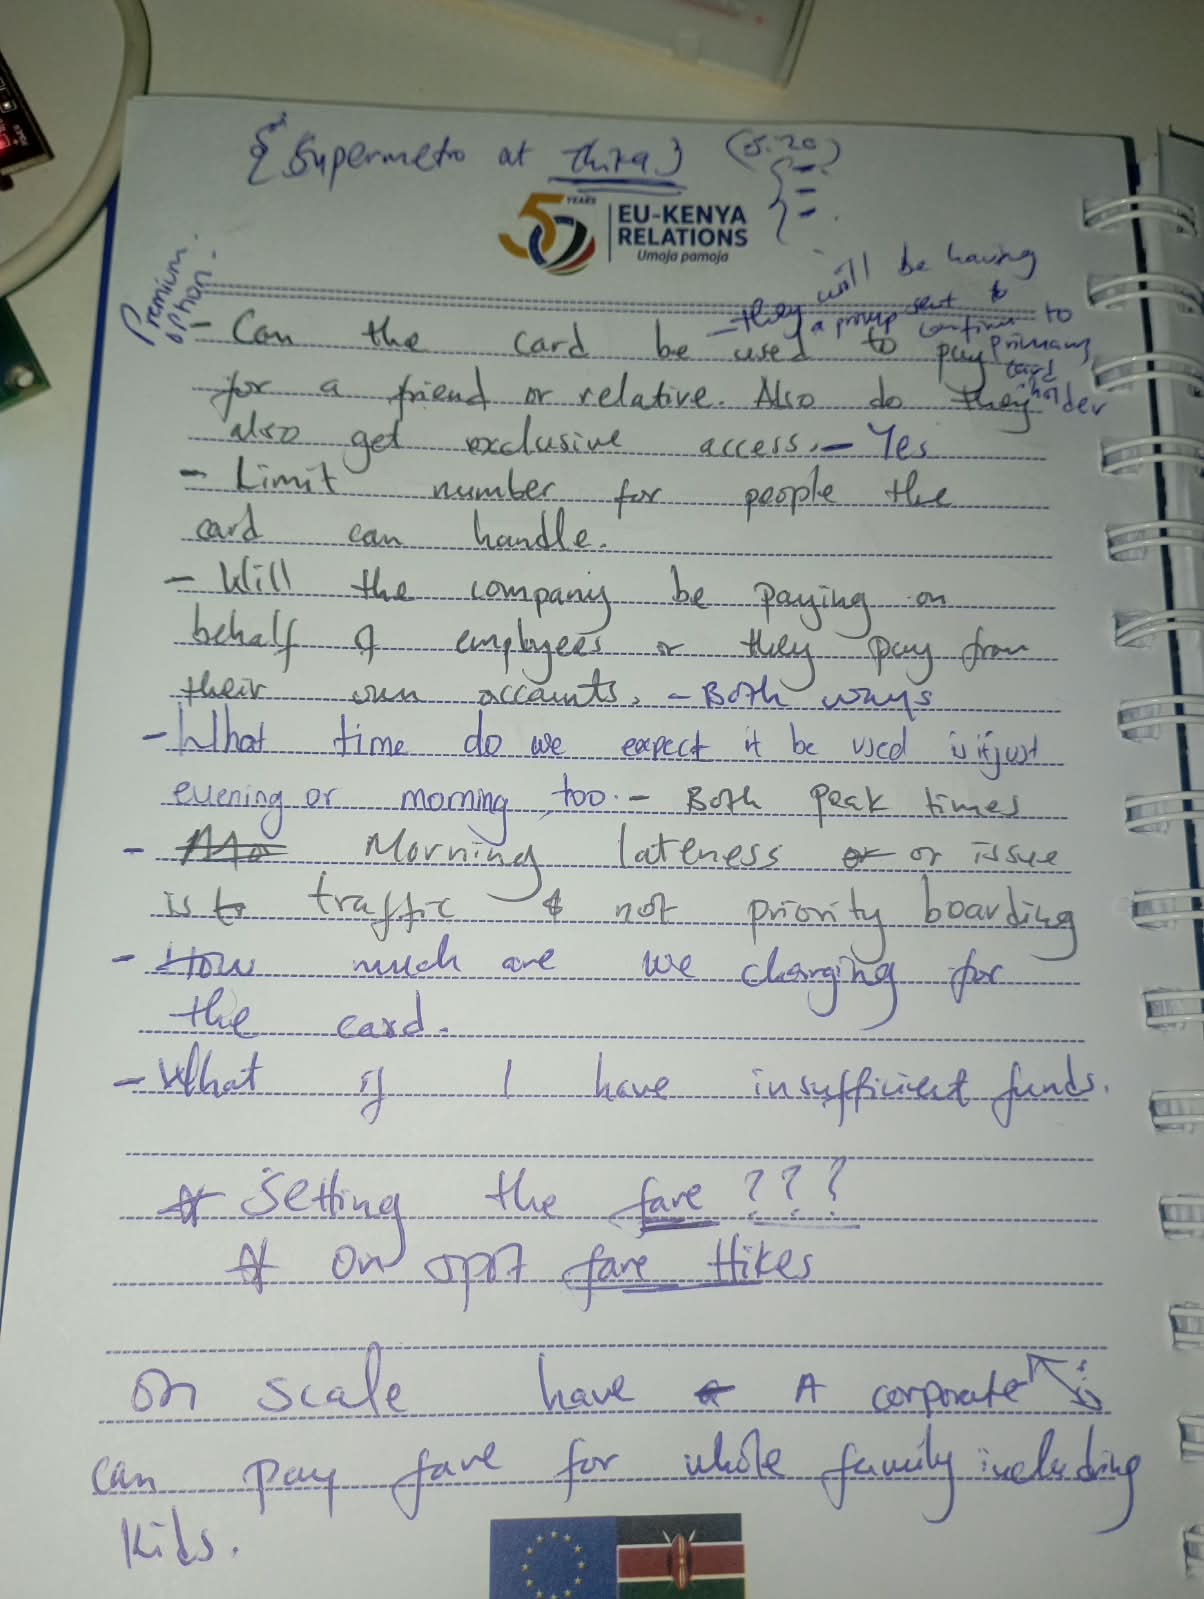 { Supermetro at thika } (5.20)
50 YEARS
EU-KENYA
RELATIONS
Umoja pamoja
Premium
option.
- they will be having
a promp sent to
confirm to
primary
card
holder
- Can the card be used to pay
for a friend or relative. Also do they
also get exclusive access. - Yes
- Limit number for people the
card can handle.
- Will the company be paying on
behalf of employees or they pay from
their own accounts. - Both ways
- What time do we expect it be used is it just
evening or morning, too. - Both peak times
- Morning lateness or or issue
is to traffic & not priority boarding
- How much are we charging for
the card.
- What if I have insufficient funds.
* Setting the fare ???
* On spot fare Hikes
On scale have a A corporate
can pay fare for whole family including
kids.